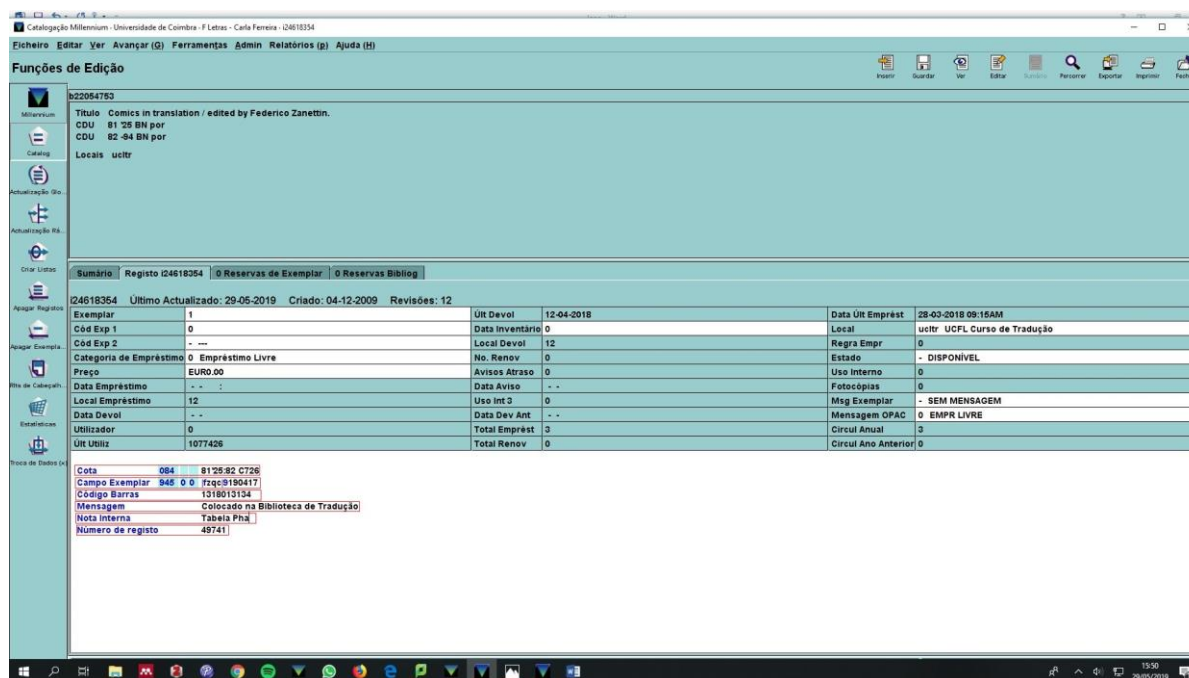 Catalogação Millennium - Universidade de Coimbra - F Letras - Carla Ferreira - i24618354
Ficheiro Editar Ver Avançar (G) Ferramentas Admin Relatórios (p) Ajuda (H)
Funções de Edição
Inserir Guardar Ver Editar Sumário Percorrer Exportar Imprimir Fech
b22054753
Título Comics in translation / edited by Federico Zanettin.
CDU 81 '25 BN por
CDU 82 -94 BN por
Locais ucltr
Millennium
Catalog
Actualização Glo...
Actualização Rá...
Criar Listas
Apagar Registos
Apagar Exempla...
Rlts de Cabeçalh...
Estatísticas
Troca de Dados (x)
Sumário Registo i24618354 0 Reservas de Exemplar 0 Reservas Bibliog
i24618354 Último Actualizado: 29-05-2019 Criado: 04-12-2009 Revisões: 12
Exemplar 1 Últ Devol 12-04-2018 Data Últ Emprést 28-03-2018 09:15AM
Cód Exp 1 0 Data Inventário 0 Local ucltr UCFL Curso de Tradução
Cód Exp 2 - --- Local Devol 12 Regra Empr 0
Categoria de Empréstimo 0 Empréstimo Livre No. Renov 0 Estado - DISPONÍVEL
Preço EUR0.00 Avisos Atraso 0 Uso Interno 0
Data Empréstimo - - : Data Aviso - - Fotocópias 0
Local Empréstimo 12 Uso Int 3 0 Msg Exemplar - SEM MENSAGEM
Data Devol - - Data Dev Ant - - Mensagem OPAC 0 EMPR LIVRE
Utilizador 0 Total Emprést 3 Circul Anual 3
Últ Utiliz 1077426 Total Renov 0 Circul Ano Anterior 0
Cota 084 81'25:82 C726
Campo Exemplar 945 0 0 |fzqc|9190417
Código Barras 1318013134
Mensagem Colocado na Biblioteca de Tradução
Nota Interna Tabela Pha
Número de registo 49741
15:50
29/05/2019